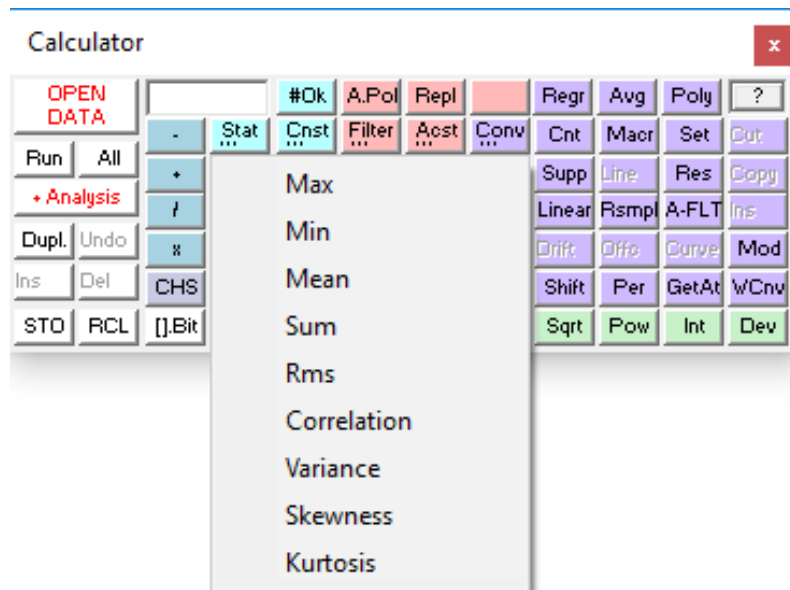 Calculator
x
OPEN DATA #Ok A.Pol Repl Regr Avg Poly ?
- Stat... Cnst... Filter... Acst... Conv... Cnt Macr Set Cut
Run All + Supp Line Res Copy
+ Analysis / Linear Rsmpl A-FLT Ins
Dupl. Undo x Drift Offc Curve Mod
Ins Del CHS Shift Per GetAt WCnv
STO RCL [].Bit Sqrt Pow Int Dev
Max
Min
Mean
Sum
Rms
Correlation
Variance
Skewness
Kurtosis